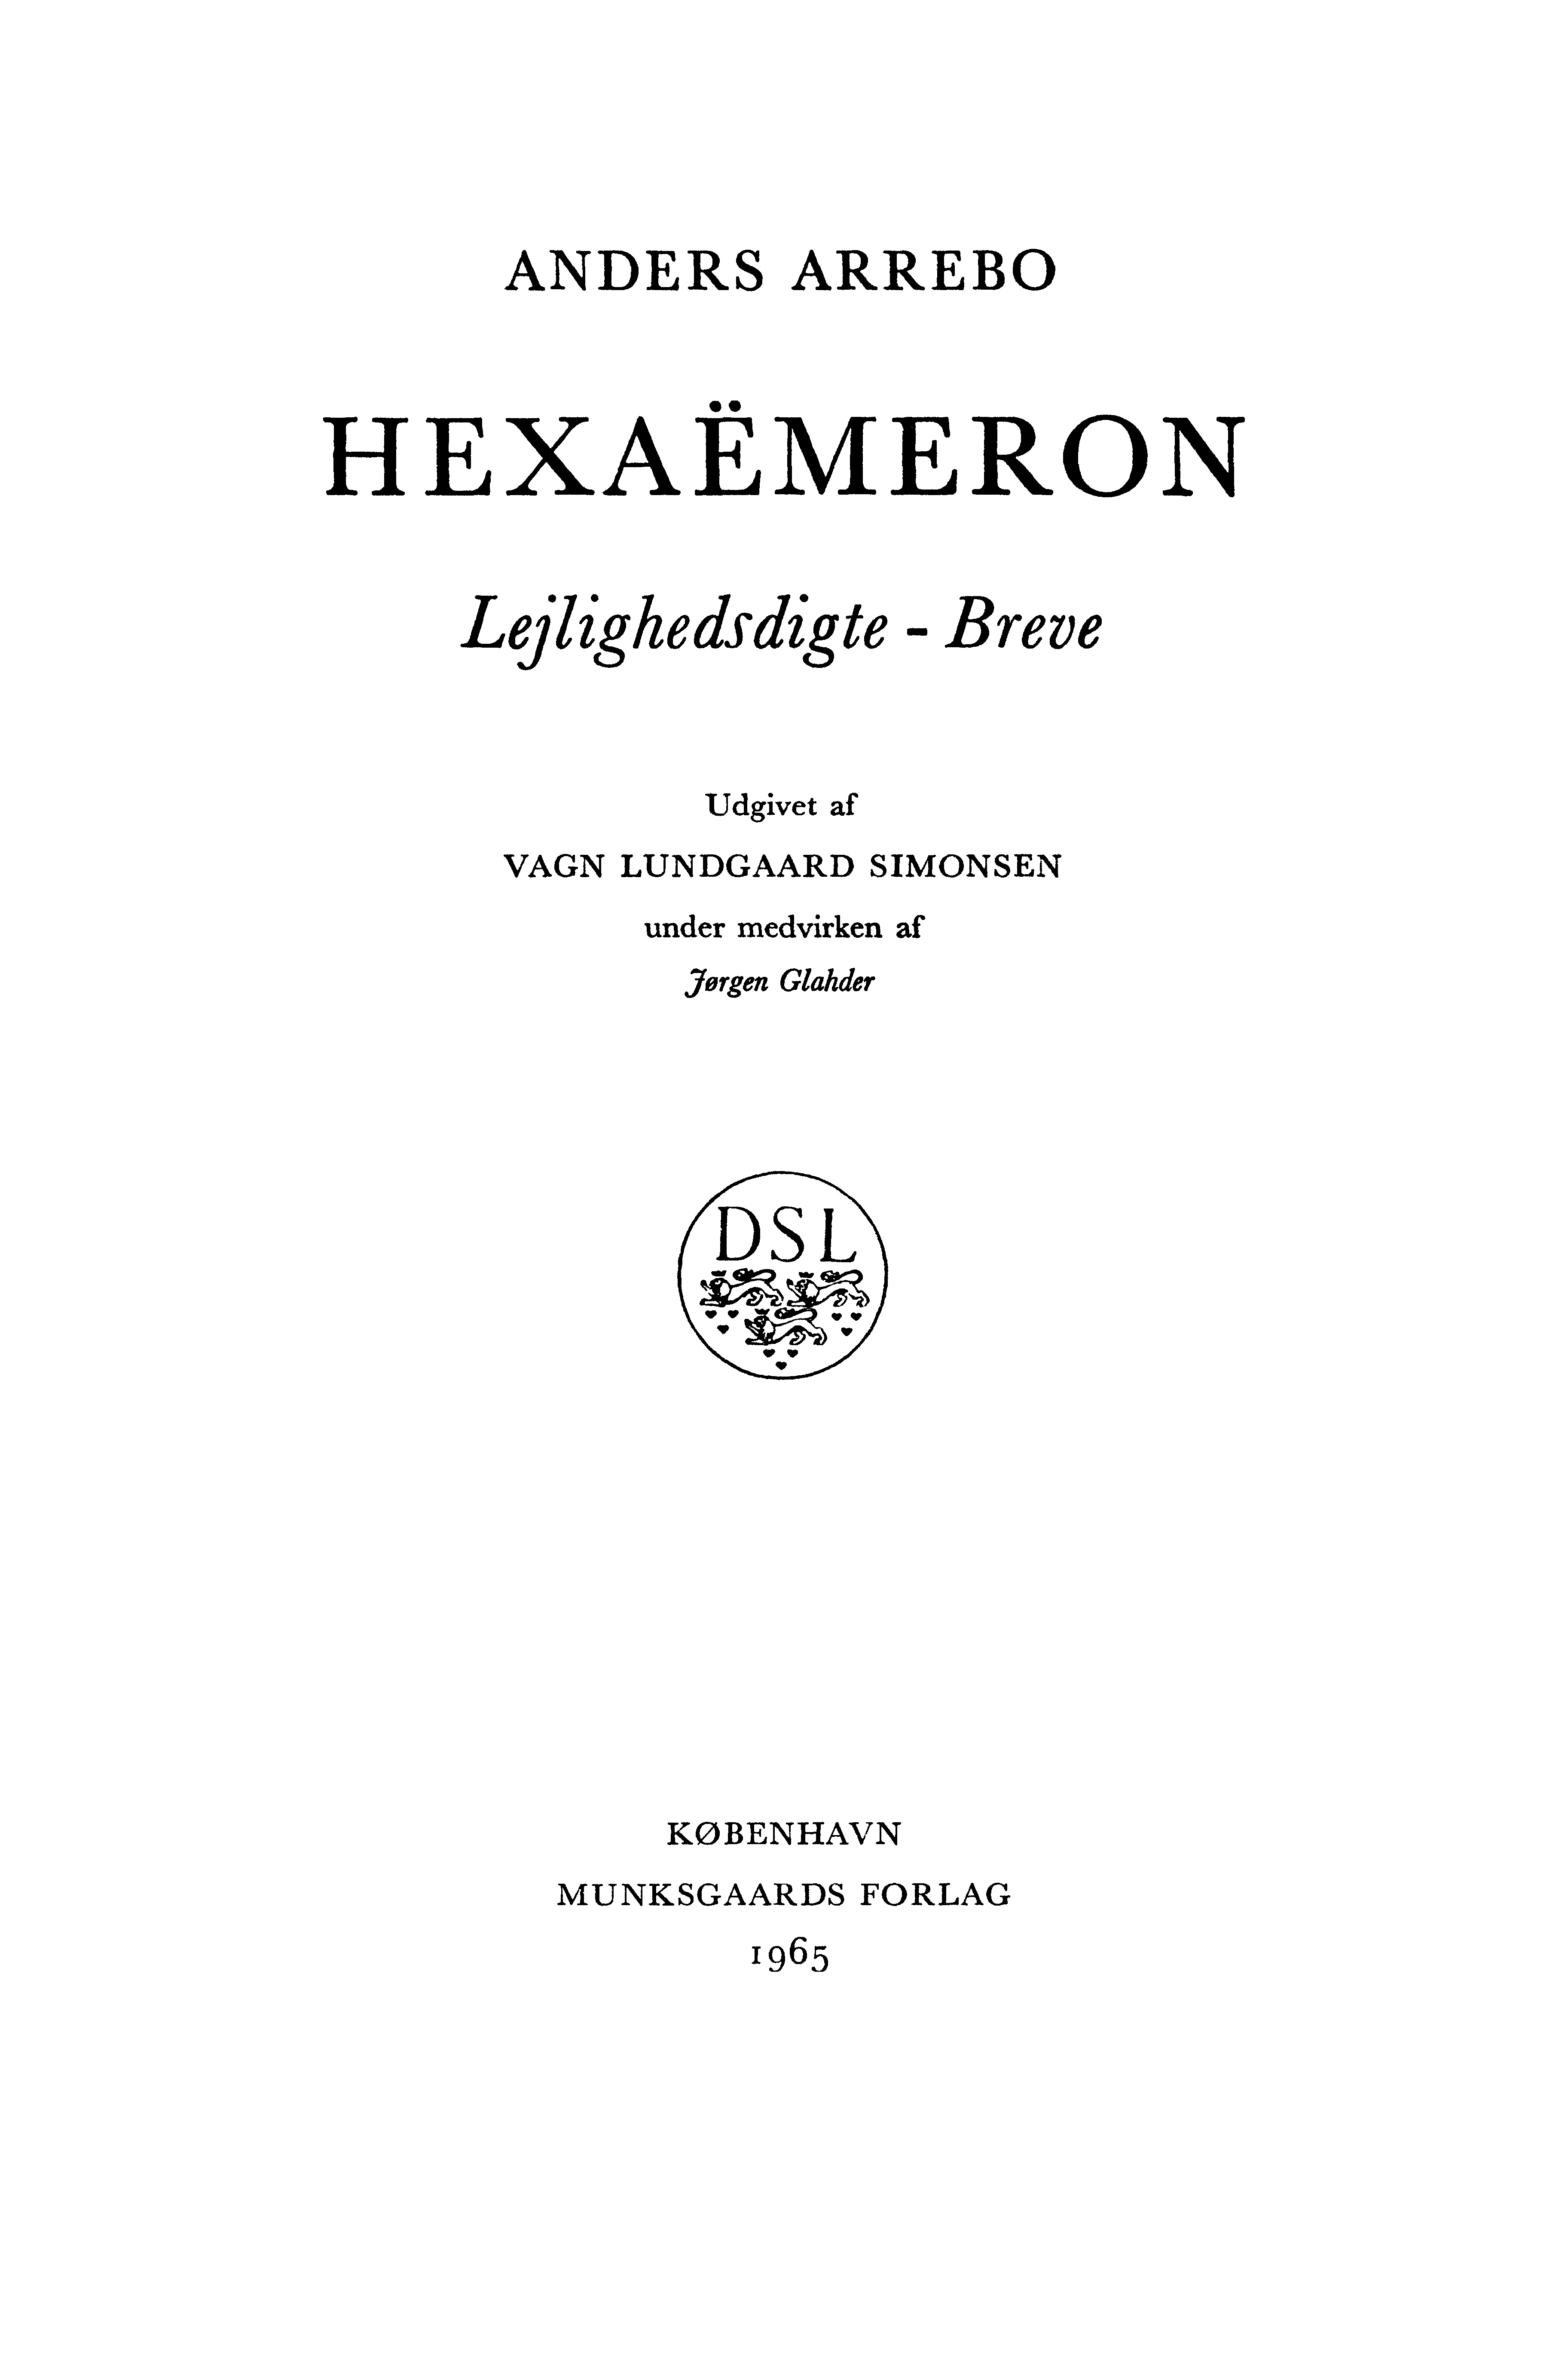 ANDERS ARREBO
HEXAËMERON
Lejlighedsdigte - Breve
Udgivet af
VAGN LUNDGAARD SIMONSEN
under medvirken af
Jørgen Glahder
DSL
KØBENHAVN
MUNKSGAARDS FORLAG
1965